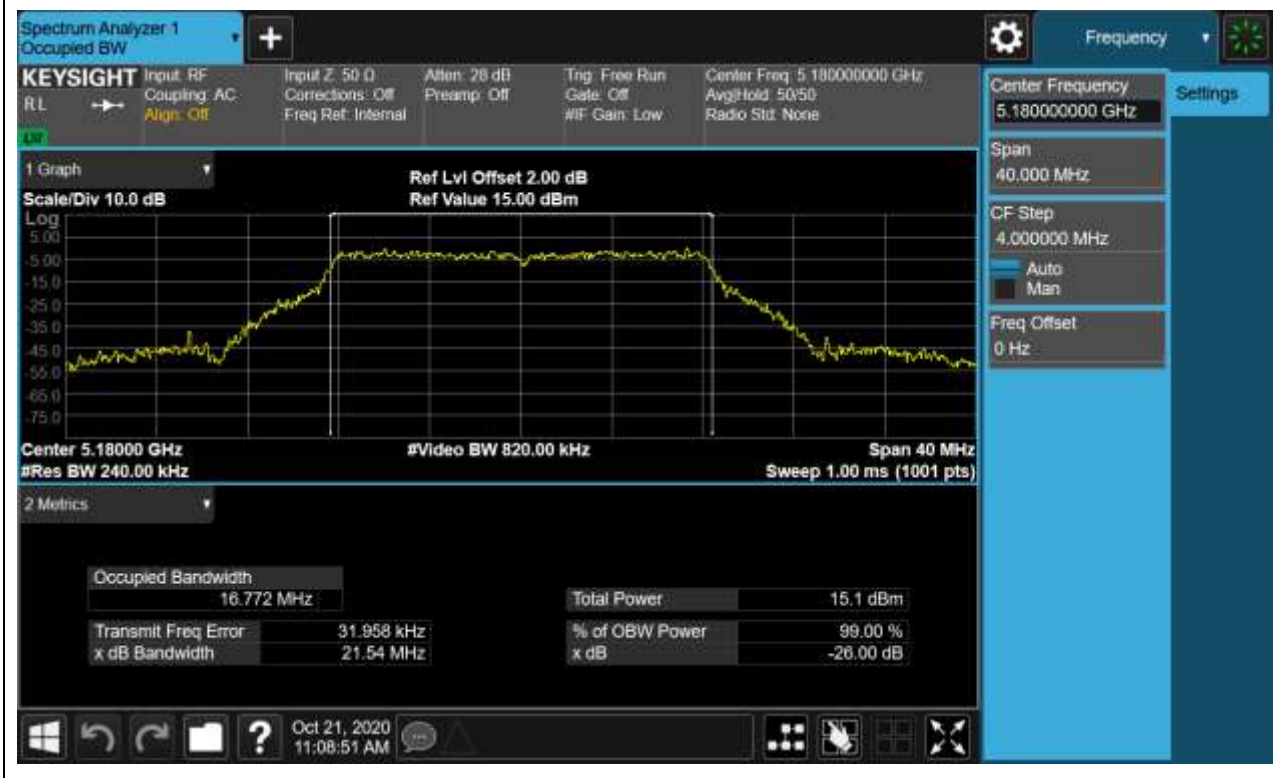 Spectrum Analyzer 1
Occupied BW
Frequency
KEYSIGHT
RL
Input: RF
Coupling: AC
Align: Off
Input Z: 50 Ω
Corrections: Off
Freq Ref: Internal
Atten: 28 dB
Preamp: Off
Trig: Free Run
Gate: Off
#IF Gain: Low
Center Freq: 5.180000000 GHz
Avg|Hold: 50/50
Radio Std: None
Center Frequency
5.180000000 GHz
Settings
Span
40.000 MHz
CF Step
4.000000 MHz
Auto
Man
Freq Offset
0 Hz
1 Graph
Scale/Div 10.0 dB
Ref Lvl Offset 2.00 dB
Ref Value 15.00 dBm
Log
5.00
-5.00
-15.0
-25.0
-35.0
-45.0
-55.0
-65.0
-75.0
Center 5.18000 GHz
#Video BW 820.00 kHz
Span 40 MHz
#Res BW 240.00 kHz
Sweep 1.00 ms (1001 pts)
2 Metrics
Occupied Bandwidth
16.772 MHz
Total Power 15.1 dBm
Transmit Freq Error 31.958 kHz
% of OBW Power 99.00 %
x dB Bandwidth 21.54 MHz
x dB -26.00 dB
Oct 21, 2020
11:08:51 AM